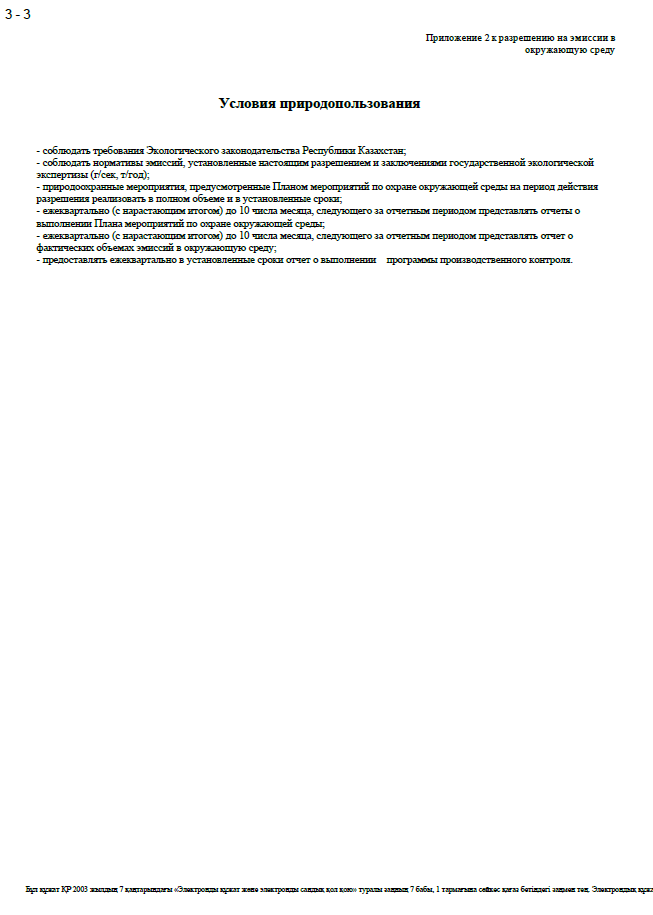 3 - 3
Приложение 2 к разрешению на эмиссии в
окружающую среду
Условия природопользования
- соблюдать требования Экологического законодательства Республики Казахстан;
- соблюдать нормативы эмиссий, установленные настоящим разрешением и заключениями государственной экологической
экспертизы (г/сек, т/год);
- природоохранные мероприятия, предусмотренные Планом мероприятий по охране окружающей среды на период действия
разрешения реализовать в полном объеме и в установленные сроки;
- ежеквартально (с нарастающим итогом) до 10 числа месяца, следующего за отчетным периодом представлять отчеты о
выполнении Плана мероприятий по охране окружающей среды;
- ежеквартально (с нарастающим итогом) до 10 числа месяца, следующего за отчетным периодом представлять отчет о
фактических объемах эмиссий в окружающую среду;
- предоставлять ежеквартально в установленные сроки отчет о выполнении программы производственного контроля.
Бұл құжат ҚР 2003 жылдың 7 қаңтарындағы «Электронды құжат және электронды сандық қол қою» туралы заңның 7 бабы, 1 тармағына сәйкес қағаз бетіндегі заңмен тең. Электрондық құжа